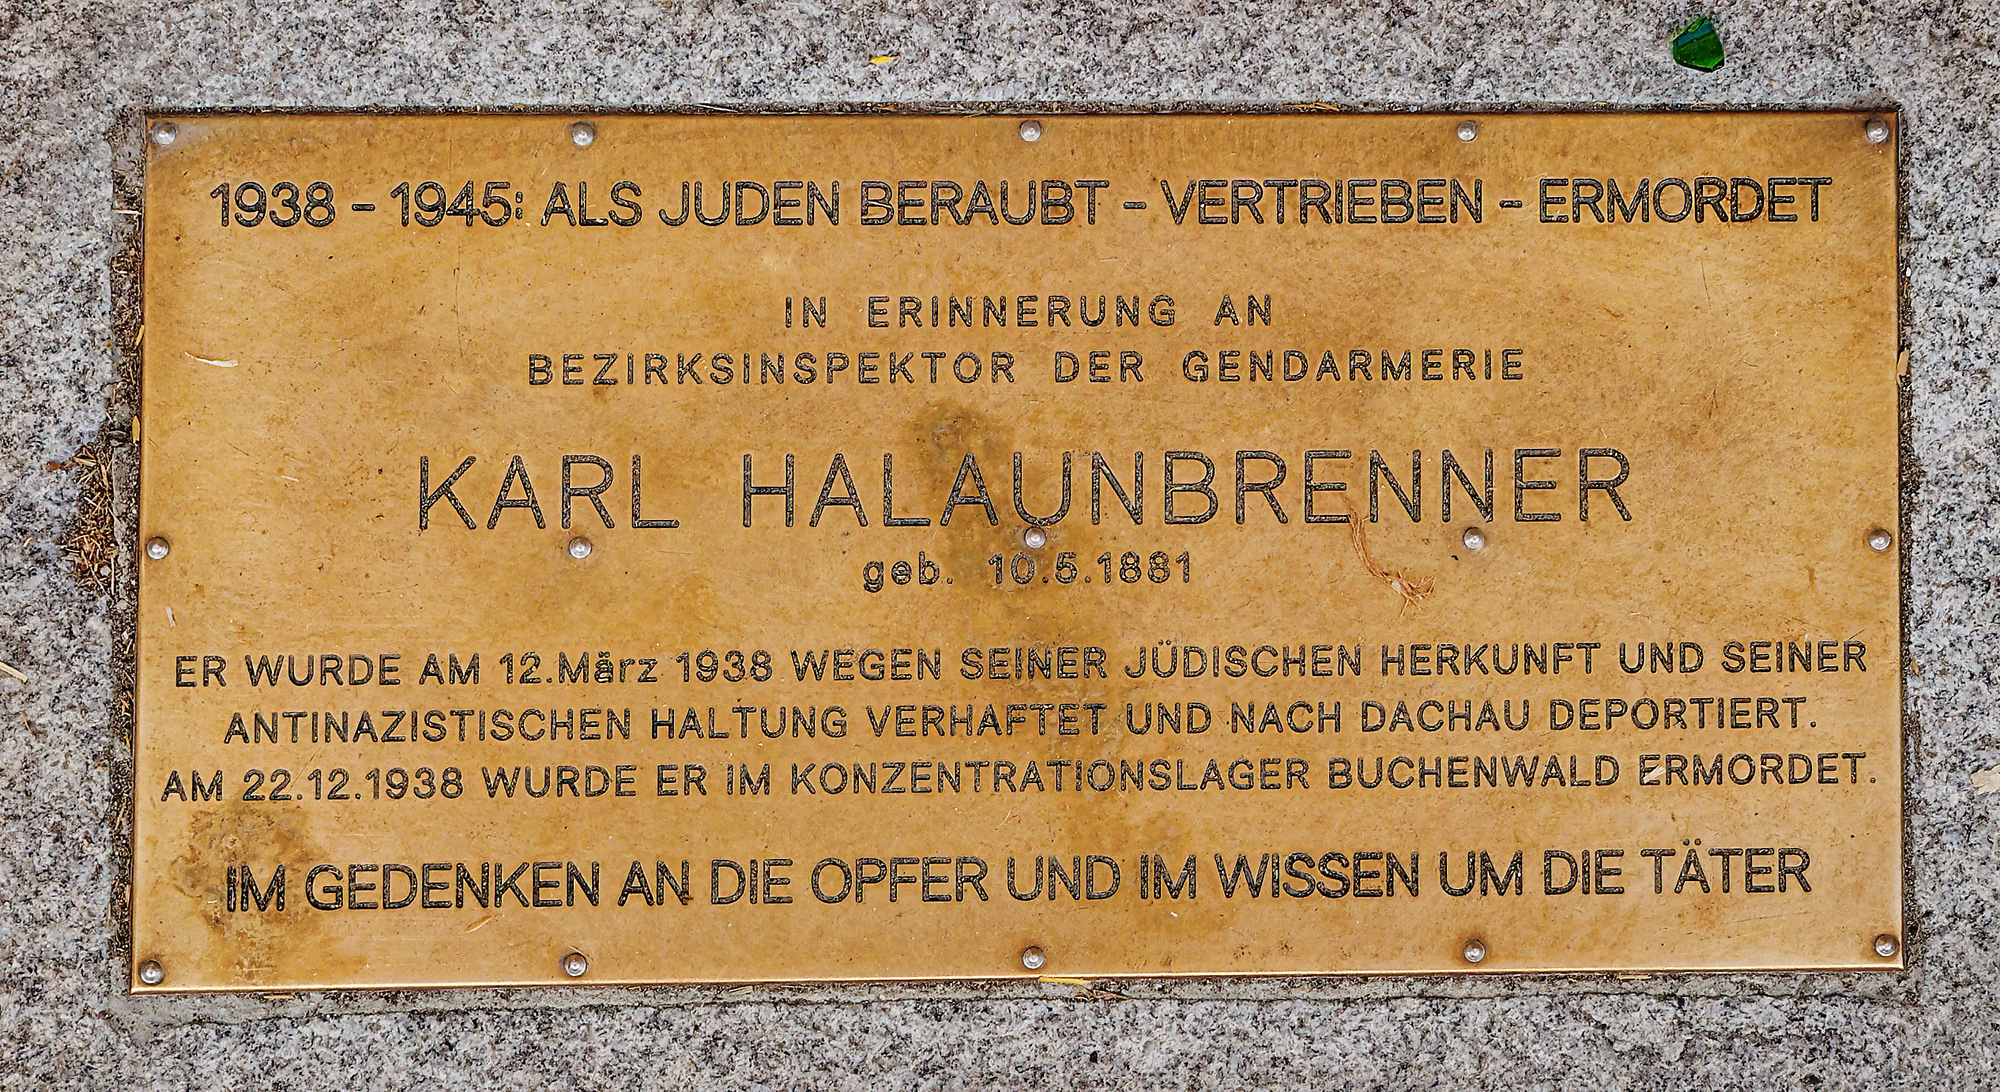 1938 - 1945: ALS JUDEN BERAUBT - VERTRIEBEN - ERMORDET
IN ERINNERUNG AN
BEZIRKSINSPEKTOR DER GENDARMERIE
KARL HALAUNBRENNER
geb. 10.5.1881
ER WURDE AM 12.März 1938 WEGEN SEINER JÜDISCHEN HERKUNFT UND SEINER
ANTINAZISTISCHEN HALTUNG VERHAFTET UND NACH DACHAU DEPORTIERT.
AM 22.12.1938 WURDE ER IM KONZENTRATIONSLAGER BUCHENWALD ERMORDET.
IM GEDENKEN AN DIE OPFER UND IM WISSEN UM DIE TÄTER